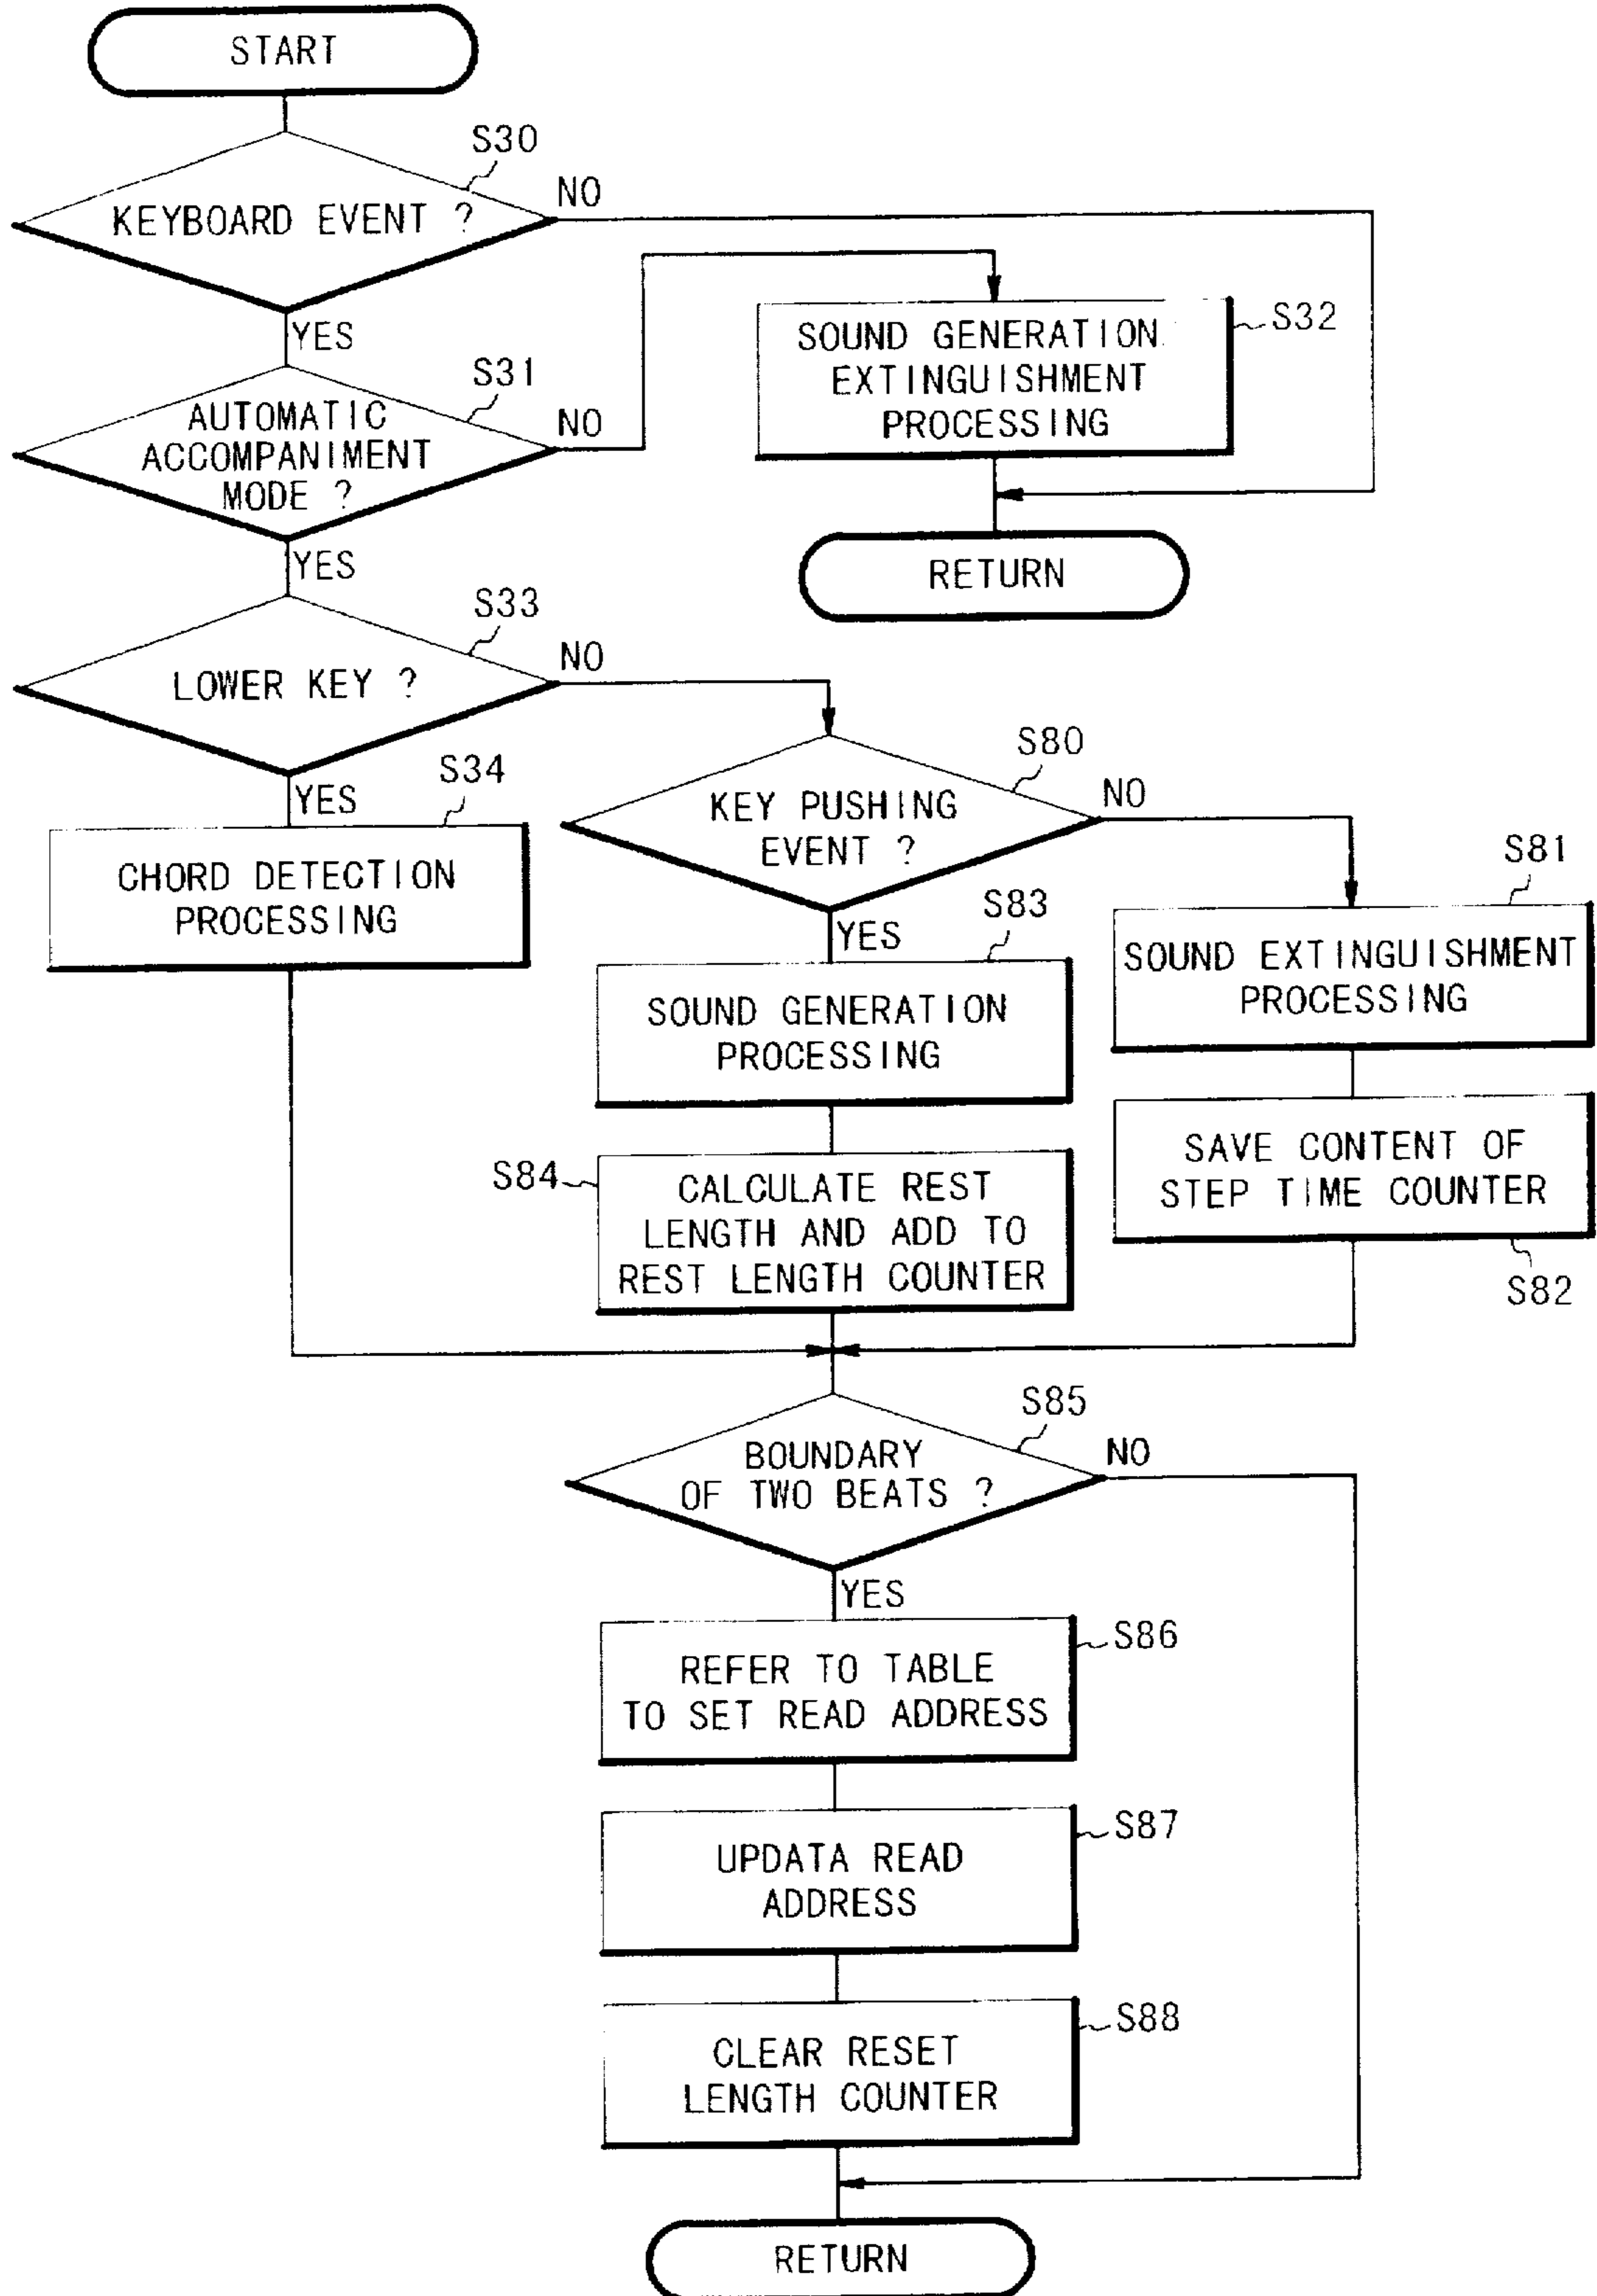 START
S30
KEYBOARD EVENT ?
NO
YES
S31
AUTOMATIC
ACCOMPANIMENT
MODE ?
NO
SOUND GENERATION
EXTINGUISHMENT
PROCESSING
S32
RETURN
YES
S33
LOWER KEY ?
NO
YES
S34
CHORD DETECTION
PROCESSING
S80
KEY PUSHING
EVENT ?
NO
YES
S81
SOUND EXTINGUISHMENT
PROCESSING
S83
SOUND GENERATION
PROCESSING
SAVE CONTENT OF
STEP TIME COUNTER
S82
S84
CALCULATE REST
LENGTH AND ADD TO
REST LENGTH COUNTER
S85
BOUNDARY
OF TWO BEATS ?
NO
YES
S86
REFER TO TABLE
TO SET READ ADDRESS
S87
UPDATA READ
ADDRESS
S88
CLEAR RESET
LENGTH COUNTER
RETURN